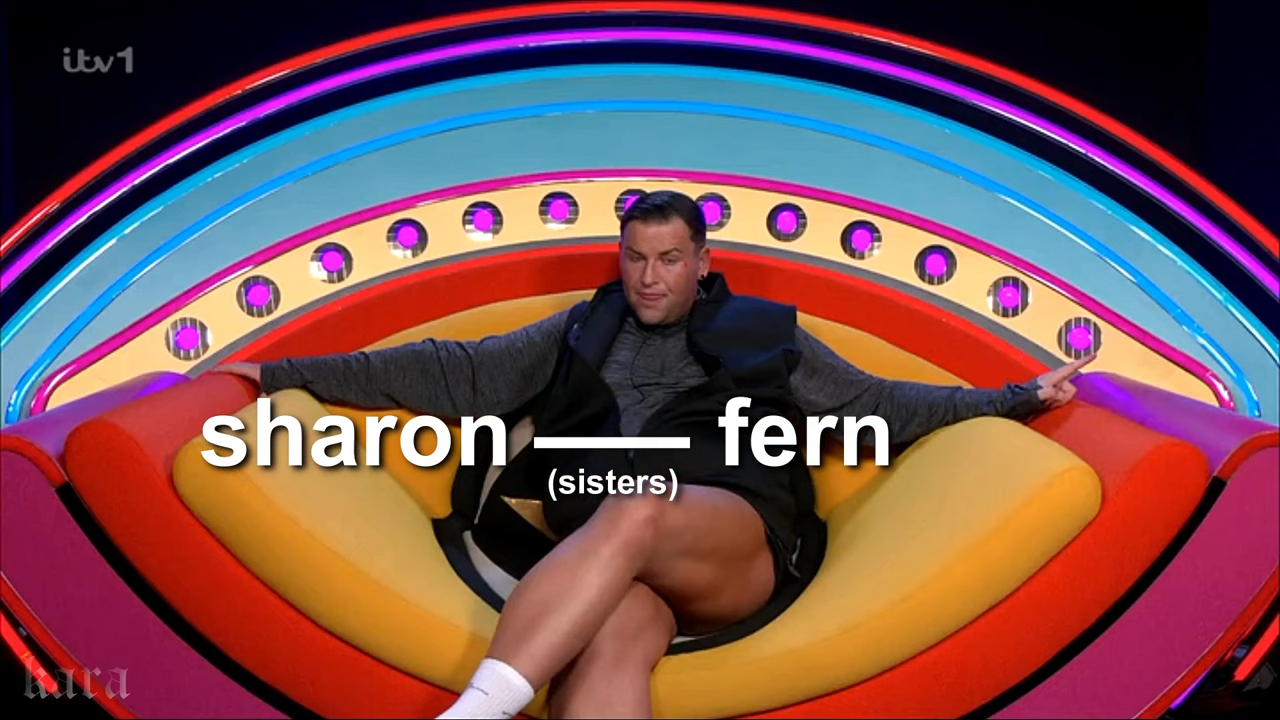 itv1
sharon —— fern
(sisters)
kara